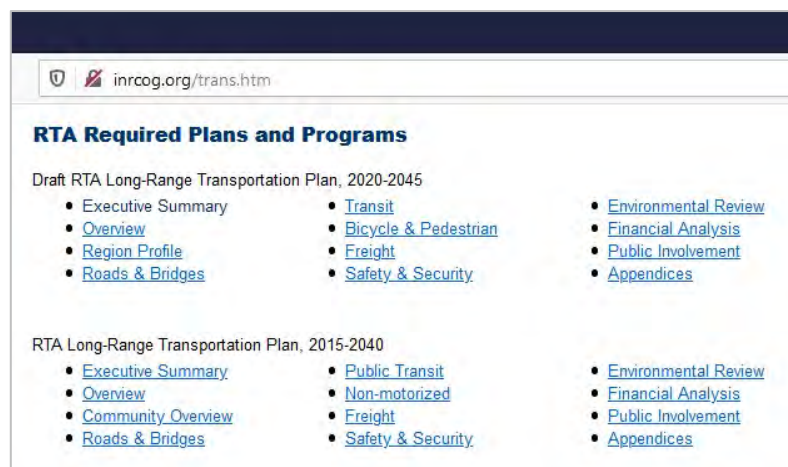 inrcog.org/trans.htm
RTA Required Plans and Programs
Draft RTA Long-Range Transportation Plan, 2020-2045
• Executive Summary
• Overview
• Region Profile
• Roads & Bridges
• Transit
• Bicycle & Pedestrian
• Freight
• Safety & Security
• Environmental Review
• Financial Analysis
• Public Involvement
• Appendices
RTA Long-Range Transportation Plan, 2015-2040
• Executive Summary
• Overview
• Community Overview
• Roads & Bridges
• Public Transit
• Non-motorized
• Freight
• Safety & Security
• Environmental Review
• Financial Analysis
• Public Involvement
• Appendices